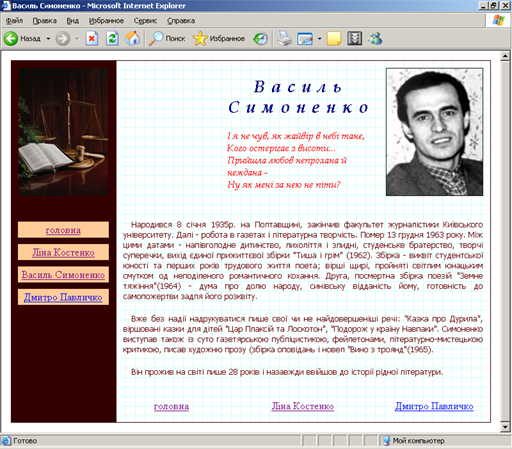 Василь Симоненко - Microsoft Internet Explorer
Файл Правка Вид Избранное Сервис Справка
Назад Поиск Избранное
Василь
Симоненко
І я не чув, як жайвір в небі тане,
Кого остерігає з висоти...
Прийшла любов непрохана й
неждана -
Ну як мені за нею не піти?
головна
Ліна Костенко
Василь Симоненко
Дмитро Павличко
Народився 8 січня 1935р. на Полтавщині, закінчив факультет журналістики Київського
університету. Далі - робота в газетах і літературна творчість. Помер 13 грудня 1963 року. Між
цими датами - напівголодне дитинство, лихоліття і злидні, студенське братерство, творчі
суперечки, вихід єдиної прижиттєвої збірки "Тиша і грім" (1962). Збірка - виквіт студентської
юності та перших років трудового життя поета; вірші щирі, пройняті світлим юнацьким
смутком од неподіленого романтичного кохання. Друга, посмертна збірка поезій "Земне
тяжіння"(1964) - дума про долю народу, синівську відданість йому, готовність до
самопожертви задля його розквіту.
Вже без надії надрукуватися пише свої чи не найдовершеніші речі: "Казка про Дурила",
віршовані казки для дітей "Цар Плаксій та Лоскотон", "Подорож у країну Навпаки". Симоненко
виступав також із суто газетярською публіцистикою, фейлетонами, літературно-мистецькою
критикою, писав художню прозу (збірка оповідань і новел "Вино з троянд"(1965).
Він прожив на світі лише 28 років і назавжди ввійшов до історії рідної літератури.
головна Ліна Костенко Дмитро Павличко
Готово Мой компьютер